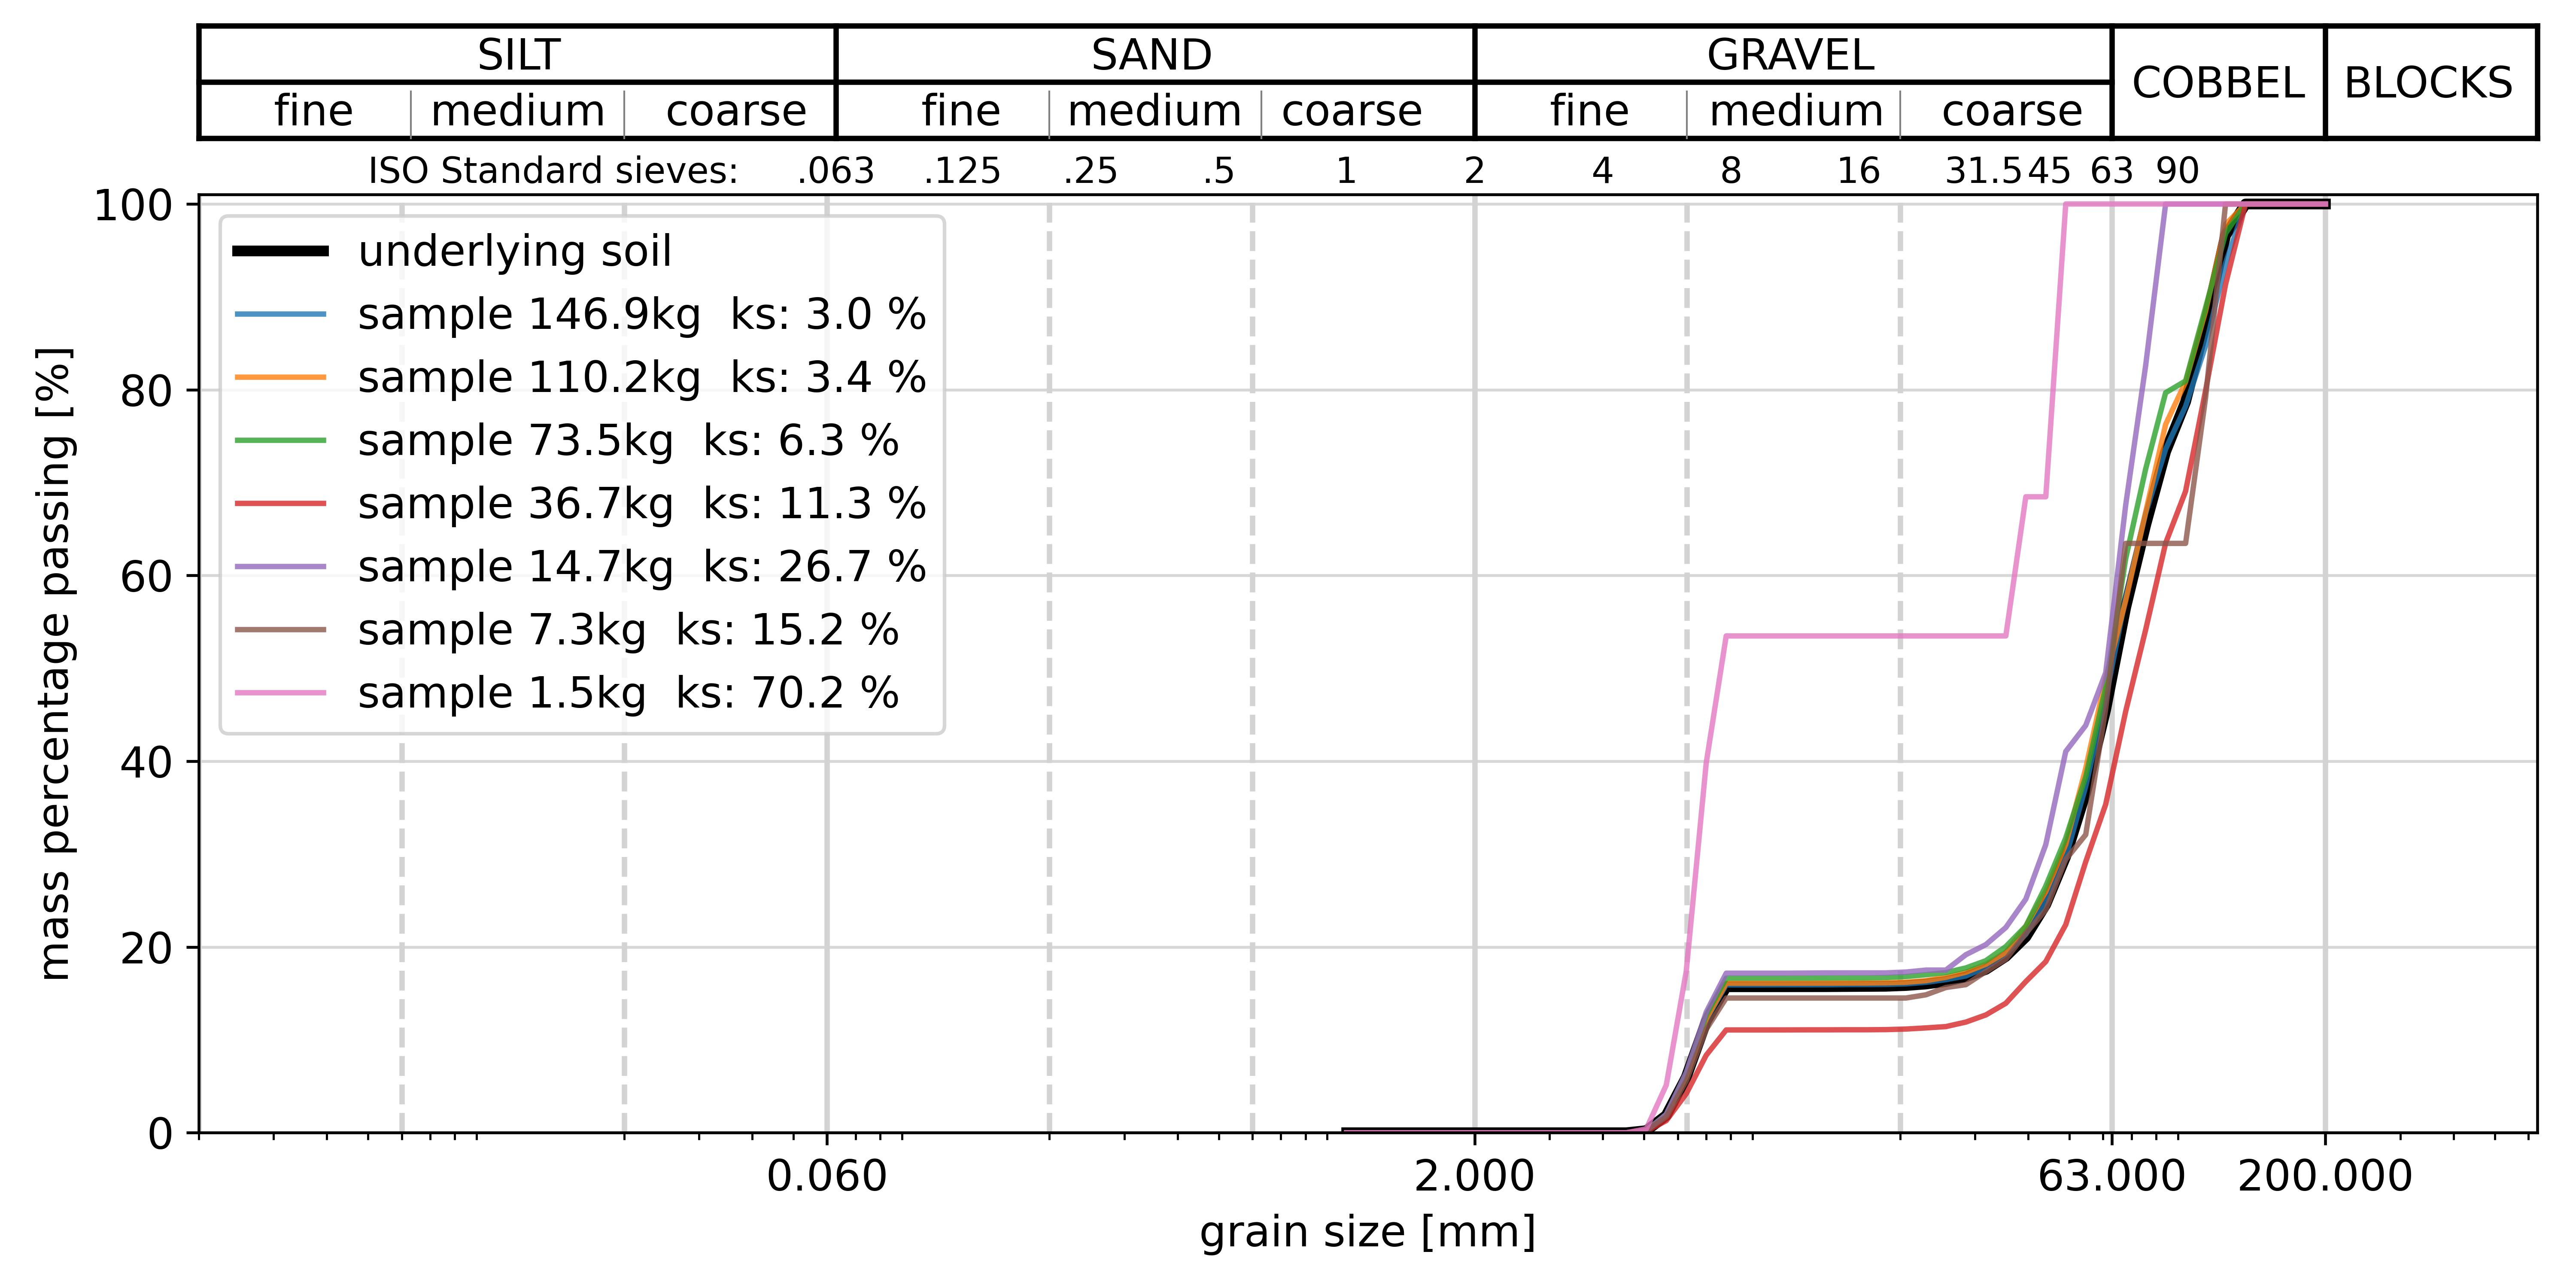 SILT SAND GRAVEL COBBEL BLOCKS
fine medium coarse fine medium coarse fine medium coarse
ISO Standard sieves: .063 .125 .25 .5 1 2 4 8 16 31.5 45 63 90
100
80
60
40
20
0
mass percentage passing [%]
underlying soil
sample 146.9kg ks: 3.0 %
sample 110.2kg ks: 3.4 %
sample 73.5kg ks: 6.3 %
sample 36.7kg ks: 11.3 %
sample 14.7kg ks: 26.7 %
sample 7.3kg ks: 15.2 %
sample 1.5kg ks: 70.2 %
0.060 2.000 63.000 200.000
grain size [mm]